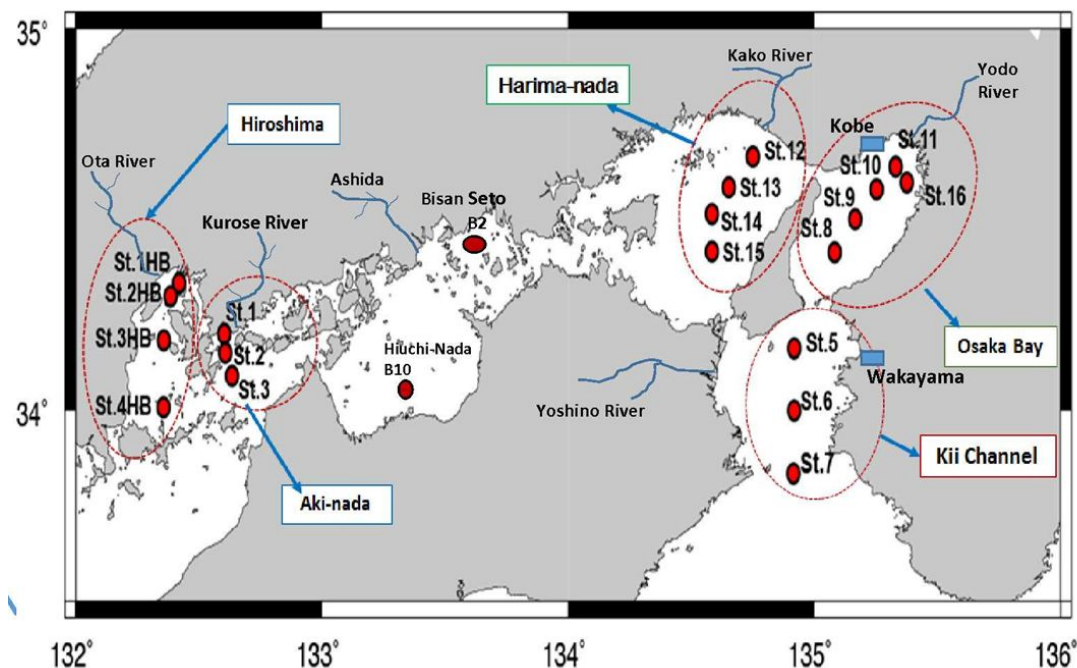 35°
Kako River
Yodo
River
Harima-nada
Hiroshima
Kobe
St.11
St.12
St.10
Ota River
Ashida
St.13
St.9
St.16
Bisan Seto
B2
Kurose River
St.14
St.8
St.15
St.1HB
St.2HB
St.1
St.3HB
St.2
St.5
Osaka Bay
Hiuchi-Nada
B10
St.3
Wakayama
Yoshino River
St.4HB
34°
St.6
St.7
Kii Channel
Aki-nada
132°
133°
134°
135°
136°